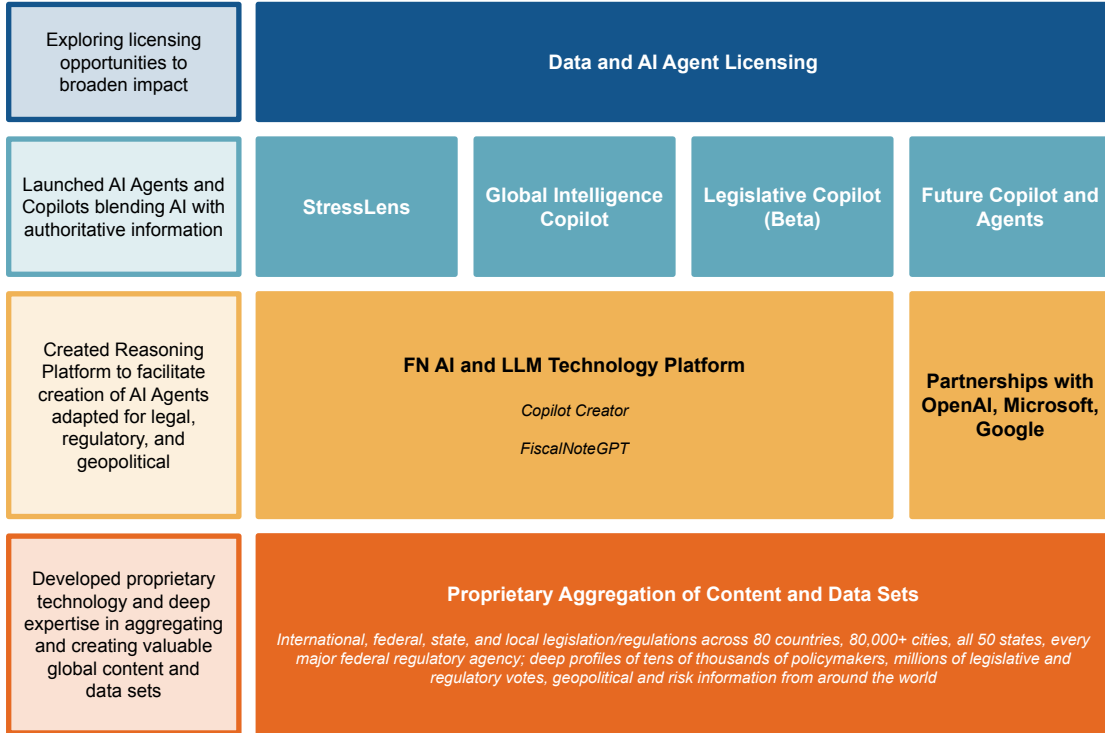 Exploring licensing
opportunities to
broaden impact
Data and AI Agent Licensing
Launched AI Agents and
Copilots blending AI with
authoritative information
StressLens
Global Intelligence
Copilot
Legislative Copilot
(Beta)
Future Copilot and
Agents
Created Reasoning
Platform to facilitate
creation of AI Agents
adapted for legal,
regulatory, and
geopolitical
FN AI and LLM Technology Platform
Copilot Creator
FiscalNoteGPT
Partnerships with
OpenAI, Microsoft,
Google
Developed proprietary
technology and deep
expertise in aggregating
and creating valuable
global content and
data sets
Proprietary Aggregation of Content and Data Sets
International, federal, state, and local legislation/regulations across 80 countries, 80,000+ cities, all 50 states, every
major federal regulatory agency; deep profiles of tens of thousands of policymakers, millions of legislative and
regulatory votes, geopolitical and risk information from around the world